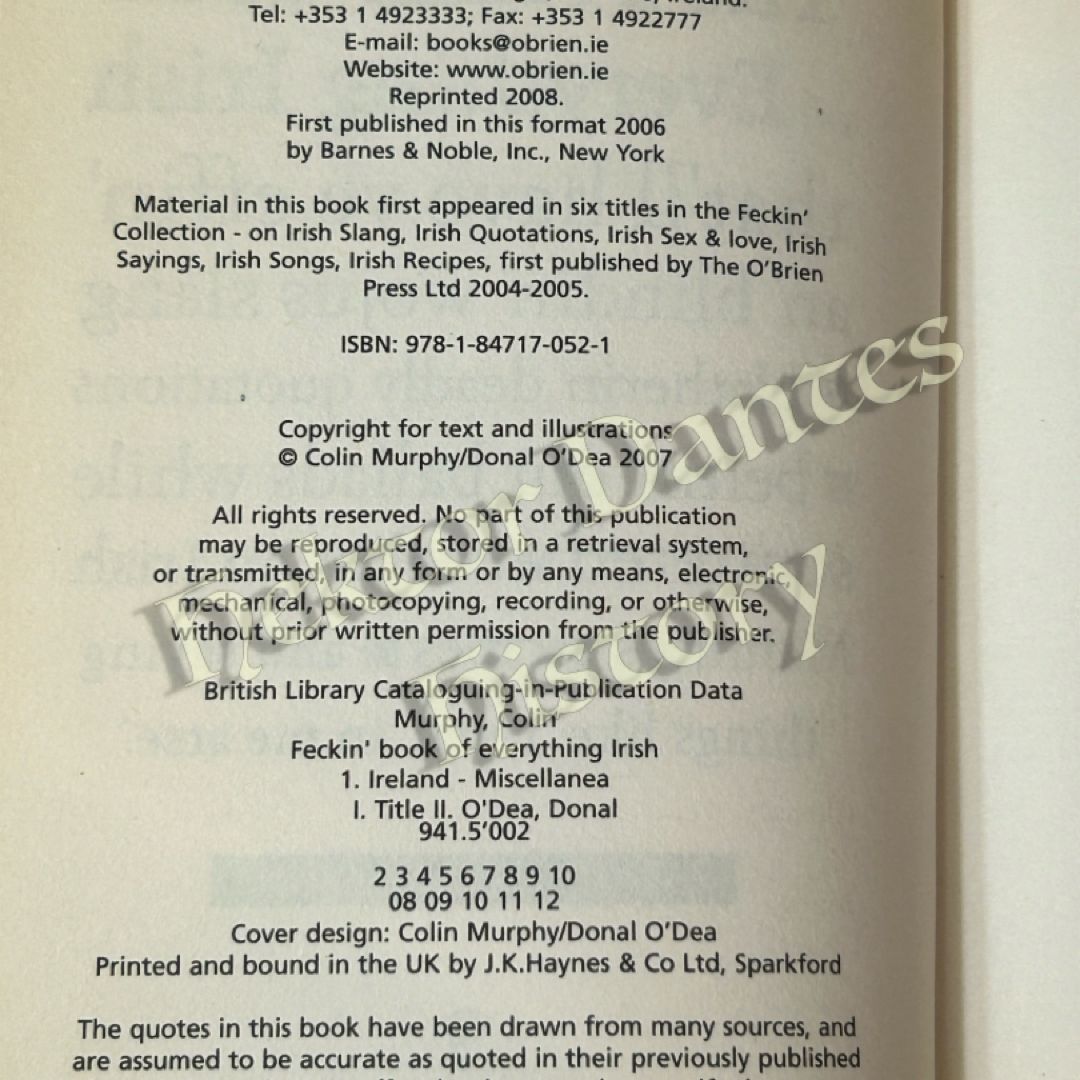 Ireland.
Tel: +353 1 4923333; Fax: +353 1 4922777
E-mail: books@obrien.ie
Website: www.obrien.ie
Reprinted 2008.
First published in this format 2006
by Barnes & Noble, Inc., New York
Material in this book first appeared in six titles in the Feckin'
Collection - on Irish Slang, Irish Quotations, Irish Sex & love, Irish
Sayings, Irish Songs, Irish Recipes, first published by The O'Brien
Press Ltd 2004-2005.
ISBN: 978-1-84717-052-1
Copyright for text and illustrations
© Colin Murphy/Donal O'Dea 2007
All rights reserved. No part of this publication
may be reproduced, stored in a retrieval system,
or transmitted, in any form or by any means, electronic,
mechanical, photocopying, recording, or otherwise,
without prior written permission from the publisher.
British Library Cataloguing-in-Publication Data
Murphy, Colin
Feckin' book of everything Irish
1. Ireland - Miscellanea
I. Title II. O'Dea, Donal
941.5'002
2 3 4 5 6 7 8 9 10
08 09 10 11 12
Cover design: Colin Murphy/Donal O'Dea
Printed and bound in the UK by J.K.Haynes & Co Ltd, Sparkford
The quotes in this book have been drawn from many sources, and
are assumed to be accurate as quoted in their previously published
Hektor Dantes
History